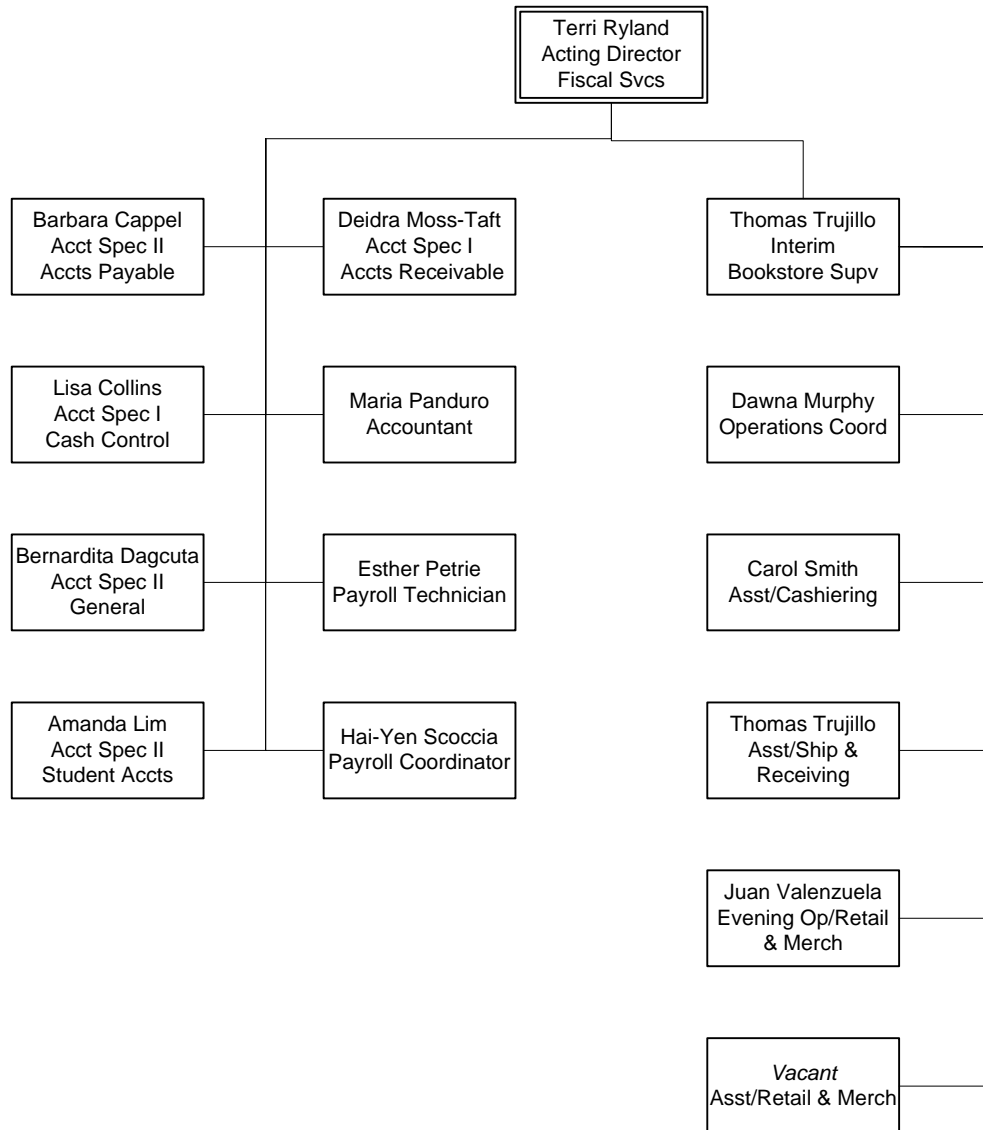 Terri Ryland
Acting Director
Fiscal Svcs
Barbara Cappel
Acct Spec II
Accts Payable
Deidra Moss-Taft
Acct Spec I
Accts Receivable
Thomas Trujillo
Interim
Bookstore Supv
Lisa Collins
Acct Spec I
Cash Control
Maria Panduro
Accountant
Dawna Murphy
Operations Coord
Bernardita Dagcuta
Acct Spec II
General
Esther Petrie
Payroll Technician
Carol Smith
Asst/Cashiering
Amanda Lim
Acct Spec II
Student Accts
Hai-Yen Scoccia
Payroll Coordinator
Thomas Trujillo
Asst/Ship &
Receiving
Juan Valenzuela
Evening Op/Retail
& Merch
Vacant
Asst/Retail & Merch